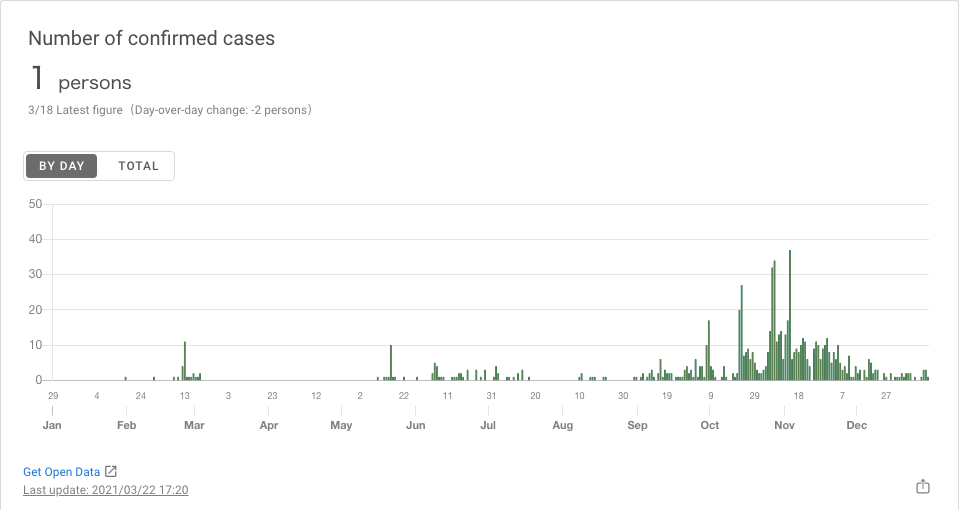 Number of confirmed cases
1 persons
3/18 Latest figure（Day-over-day change: -2 persons）
BY DAY TOTAL
50
40
30
20
10
0
29 4 24 13 3 23 12 2 22 11 31 20 10 30 19 9 29 18 7 27
Jan Feb Mar Apr May Jun Jul Aug Sep Oct Nov Dec
Get Open Data
Last update: 2021/03/22 17:20